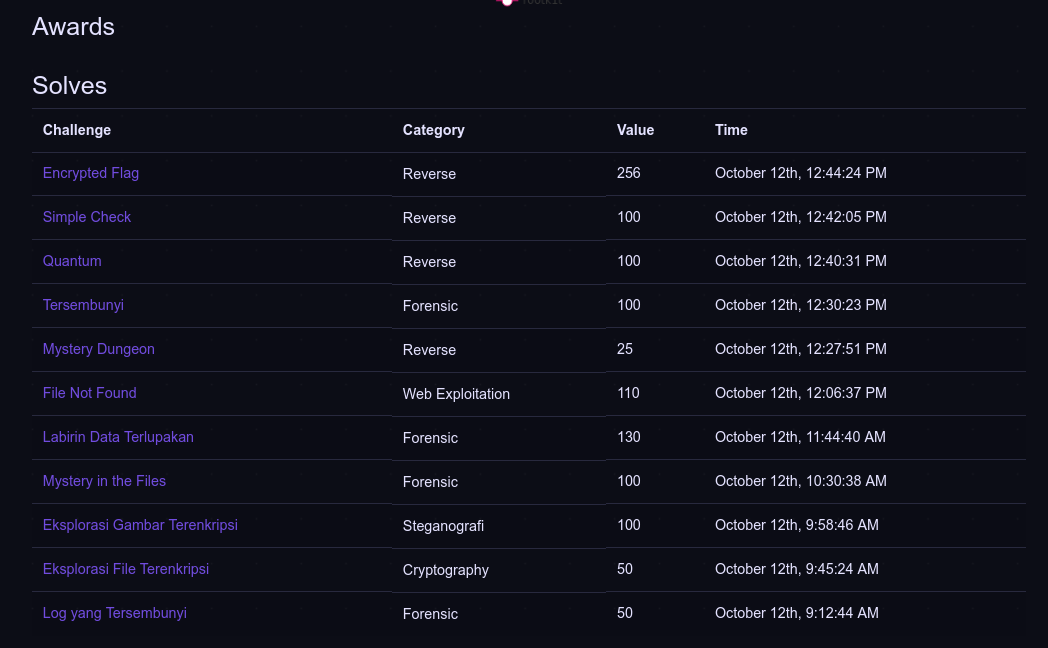 Toolkit
Awards
Solves
Challenge Category Value Time
Encrypted Flag Reverse 256 October 12th, 12:44:24 PM
Simple Check Reverse 100 October 12th, 12:42:05 PM
Quantum Reverse 100 October 12th, 12:40:31 PM
Tersembunyi Forensic 100 October 12th, 12:30:23 PM
Mystery Dungeon Reverse 25 October 12th, 12:27:51 PM
File Not Found Web Exploitation 110 October 12th, 12:06:37 PM
Labirin Data Terlupakan Forensic 130 October 12th, 11:44:40 AM
Mystery in the Files Forensic 100 October 12th, 10:30:38 AM
Eksplorasi Gambar Terenkripsi Steganografi 100 October 12th, 9:58:46 AM
Eksplorasi File Terenkripsi Cryptography 50 October 12th, 9:45:24 AM
Log yang Tersembunyi Forensic 50 October 12th, 9:12:44 AM